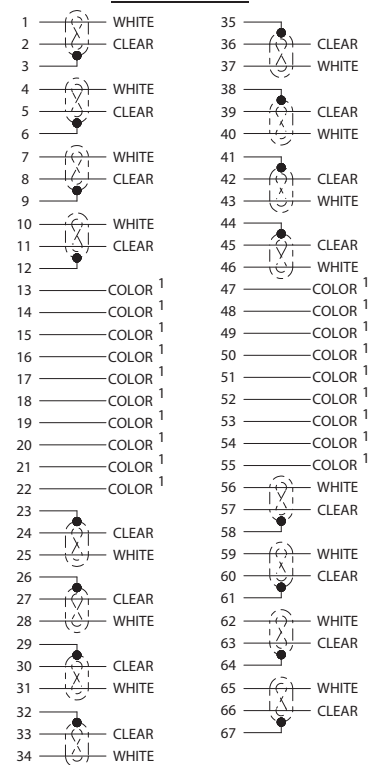 1 WHITE
2 CLEAR
3
4 WHITE
5 CLEAR
6
7 WHITE
8 CLEAR
9
10 WHITE
11 CLEAR
12
13 COLOR 1
14 COLOR 1
15 COLOR 1
16 COLOR 1
17 COLOR 1
18 COLOR 1
19 COLOR 1
20 COLOR 1
21 COLOR 1
22 COLOR 1
23
24 CLEAR
25 WHITE
26
27 CLEAR
28 WHITE
29
30 CLEAR
31 WHITE
32
33 CLEAR
34 WHITE
35
36 CLEAR
37 WHITE
38
39 CLEAR
40 WHITE
41
42 CLEAR
43 WHITE
44
45 CLEAR
46 WHITE
47 COLOR 1
48 COLOR 1
49 COLOR 1
50 COLOR 1
51 COLOR 1
52 COLOR 1
53 COLOR 1
54 COLOR 1
55 COLOR 1
56 WHITE
57 CLEAR
58
59 WHITE
60 CLEAR
61
62 WHITE
63 CLEAR
64
65 WHITE
66 CLEAR
67